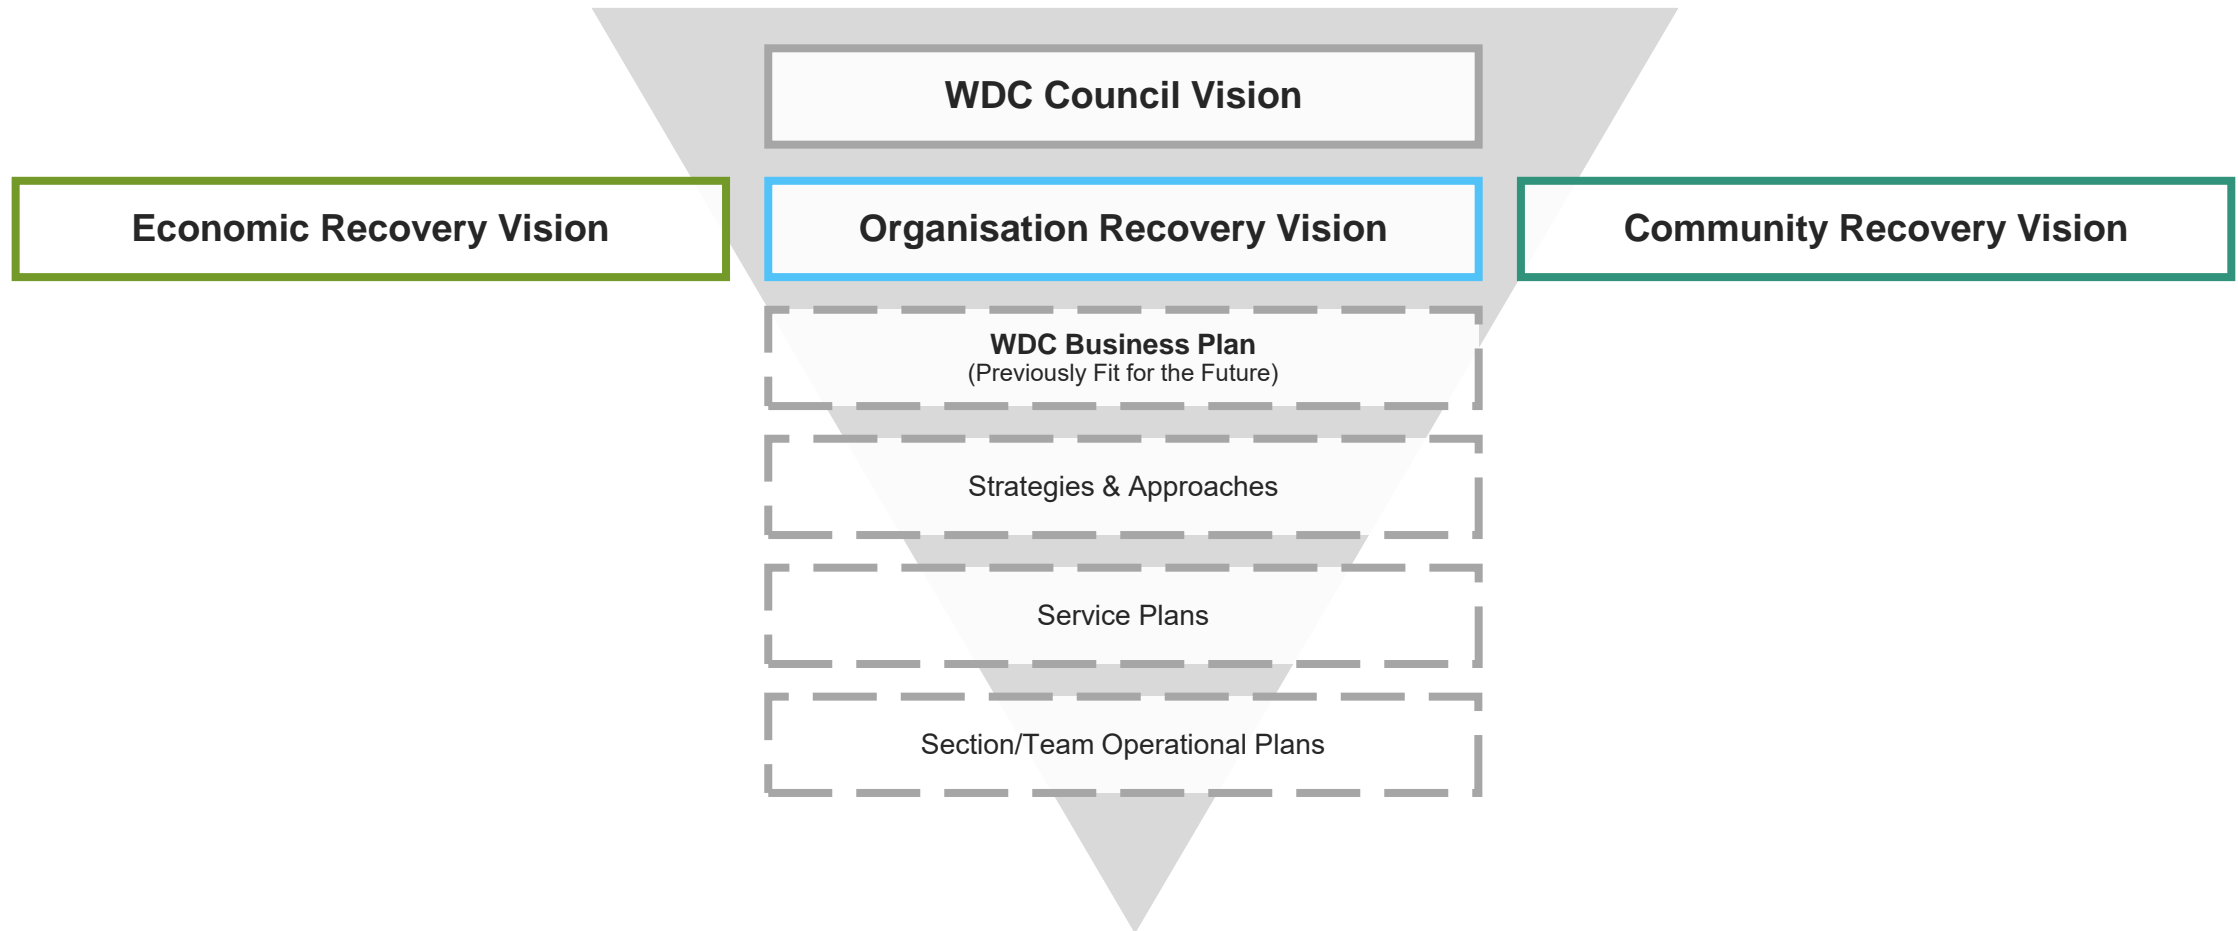 WDC Council Vision
Economic Recovery Vision
Organisation Recovery Vision
Community Recovery Vision
WDC Business Plan
(Previously Fit for the Future)
Strategies & Approaches
Service Plans
Section/Team Operational Plans